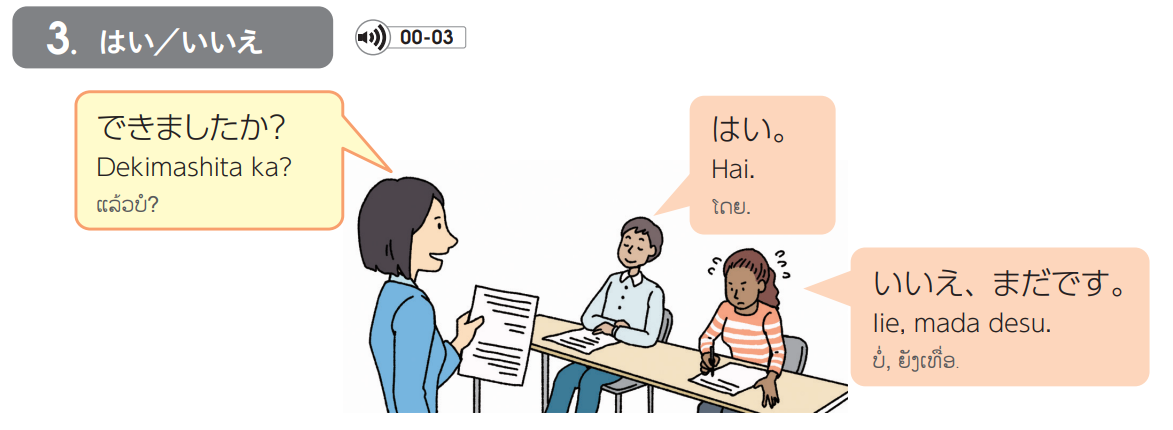 3. はい／いいえ
00-03
できましたか?
Dekimashita ka?
ແລ້ວບໍ?
はい。
Hai.
ໂດຍ.
いいえ、まだです。
Iie, mada desu.
ບໍ່, ຍັງເທື່ອ.